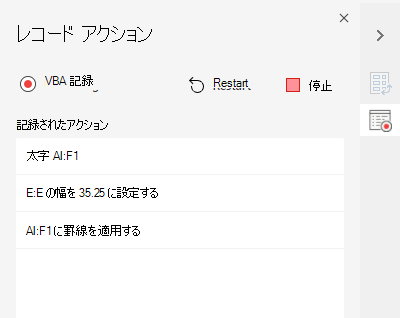 レコード アクション
VBA 記録
Restart
停止
記録されたアクション
太字 AI:F1
E:E の幅を 35.25 に設定する
AI:F1 に罫線を適用する